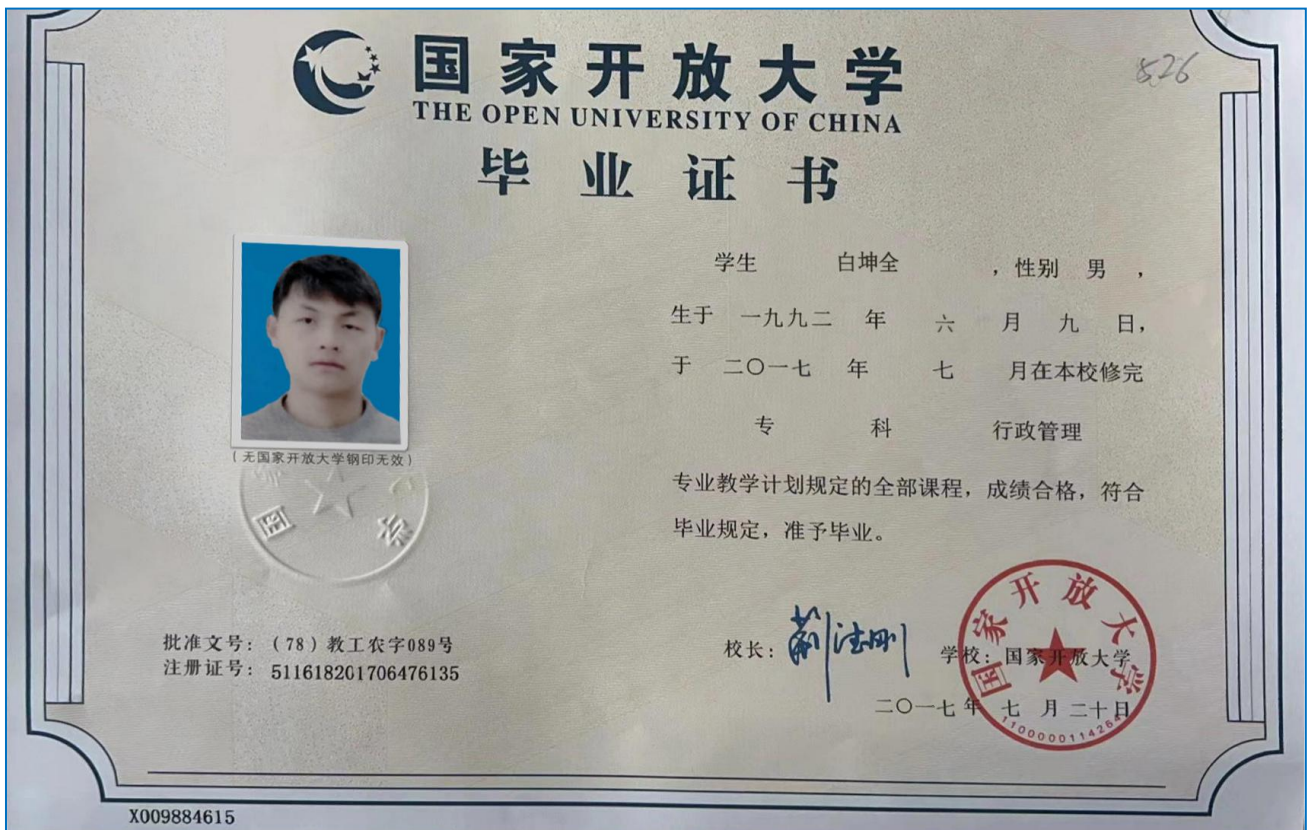 国家开放大学
THE OPEN UNIVERSITY OF CHINA
526
毕业证书
学生 白坤全 ，性别 男 ，
生于 一九九二 年 六 月 九 日，
于 二〇一七 年 七 月在本校修完
专 科 行政管理
专业教学计划规定的全部课程，成绩合格，符合
毕业规定，准予毕业。
（无国家开放大学钢印无效）
批准文号：（78）教工农字089号
注册证号：511618201706476135
校长：荆德刚
学校：国家开放大学
二〇一七年 七 月 二十日
国家开放大学
X009884615